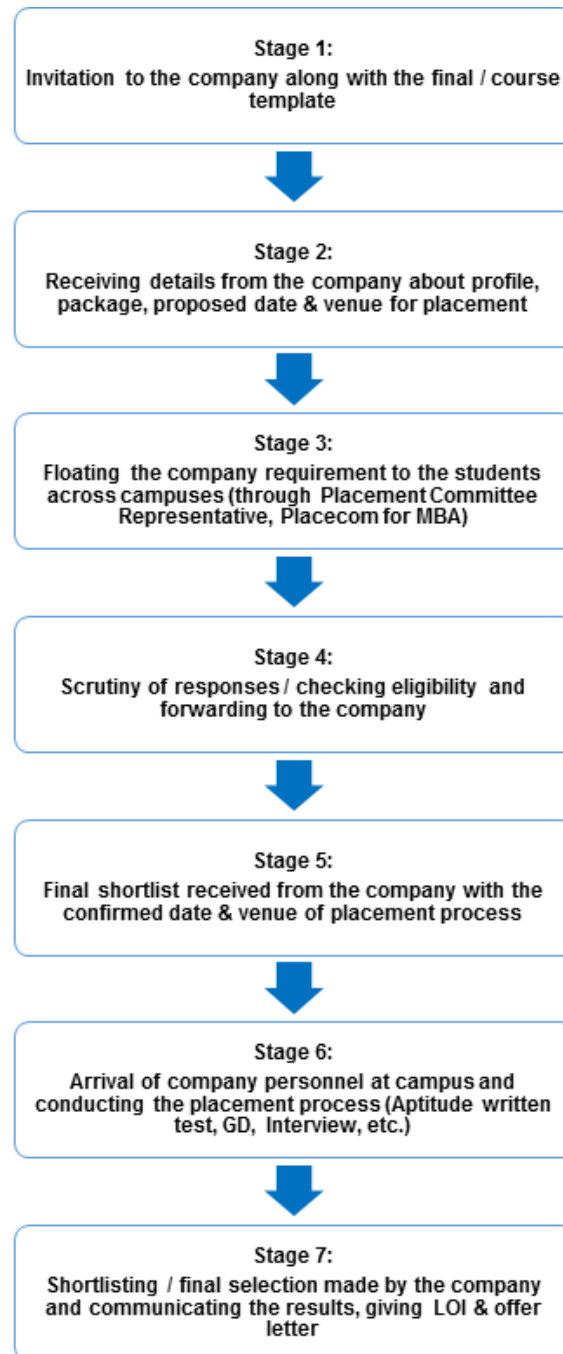 Stage 1:
Invitation to the company along with the final / course
template
Stage 2:
Receiving details from the company about profile,
package, proposed date & venue for placement
Stage 3:
Floating the company requirement to the students
across campuses (through Placement Committee
Representative, Placecom for MBA)
Stage 4:
Scrutiny of responses / checking eligibility and
forwarding to the company
Stage 5:
Final shortlist received from the company with the
confirmed date & venue of placement process
Stage 6:
Arrival of company personnel at campus and
conducting the placement process (Aptitude written
test, GD, Interview, etc.)
Stage 7:
Shortlisting / final selection made by the company
and communicating the results, giving LOI & offer
letter